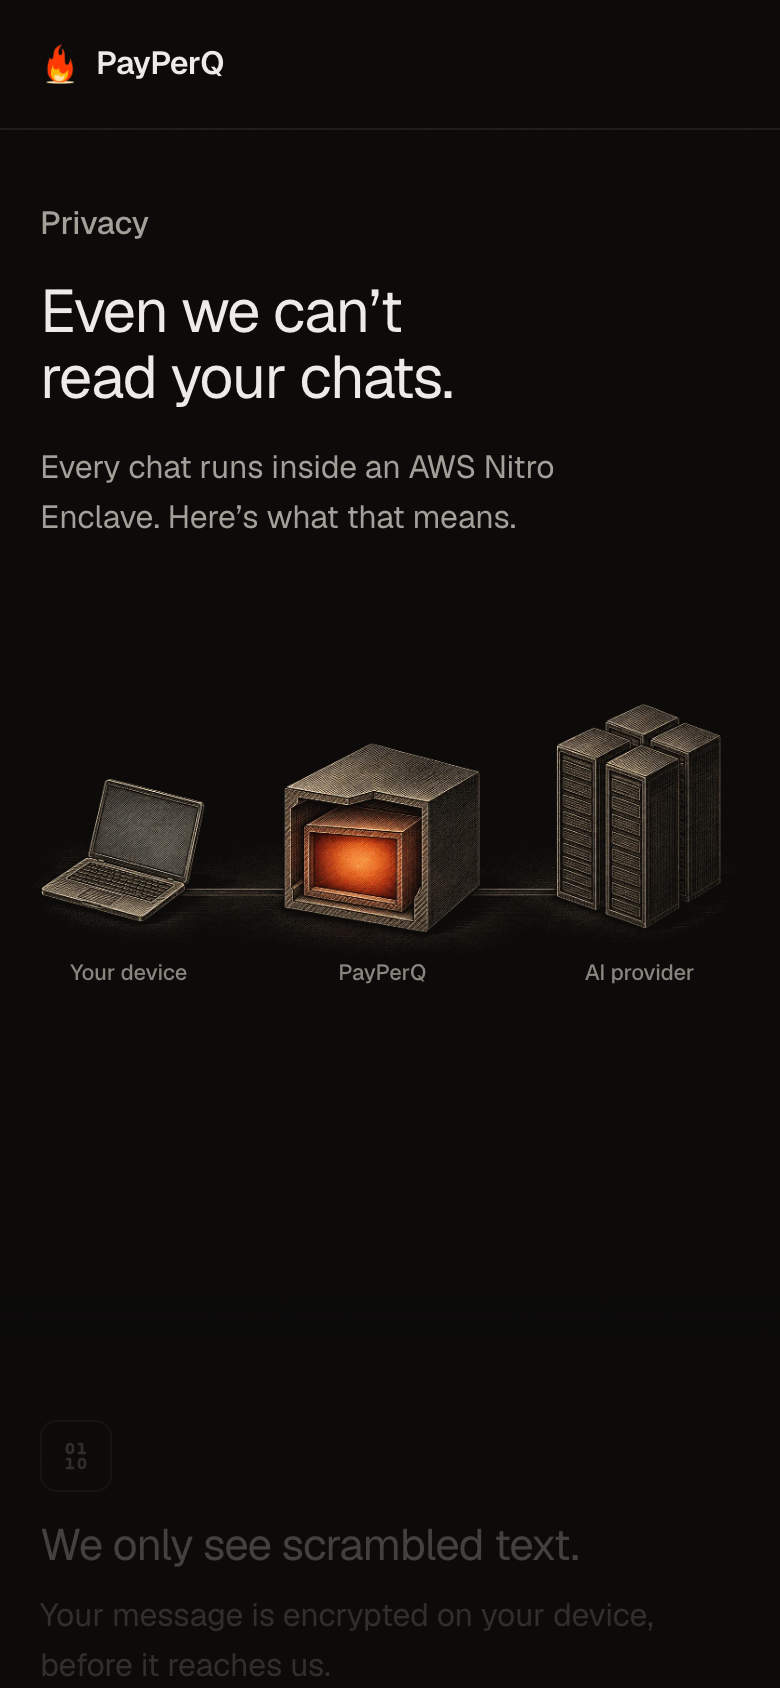 PayPerQ
Privacy
Even we can’t
read your chats.
Every chat runs inside an AWS Nitro
Enclave. Here’s what that means.
Your device
PayPerQ
AI provider
01
10
We only see scrambled text.
Your message is encrypted on your device,
before it reaches us.